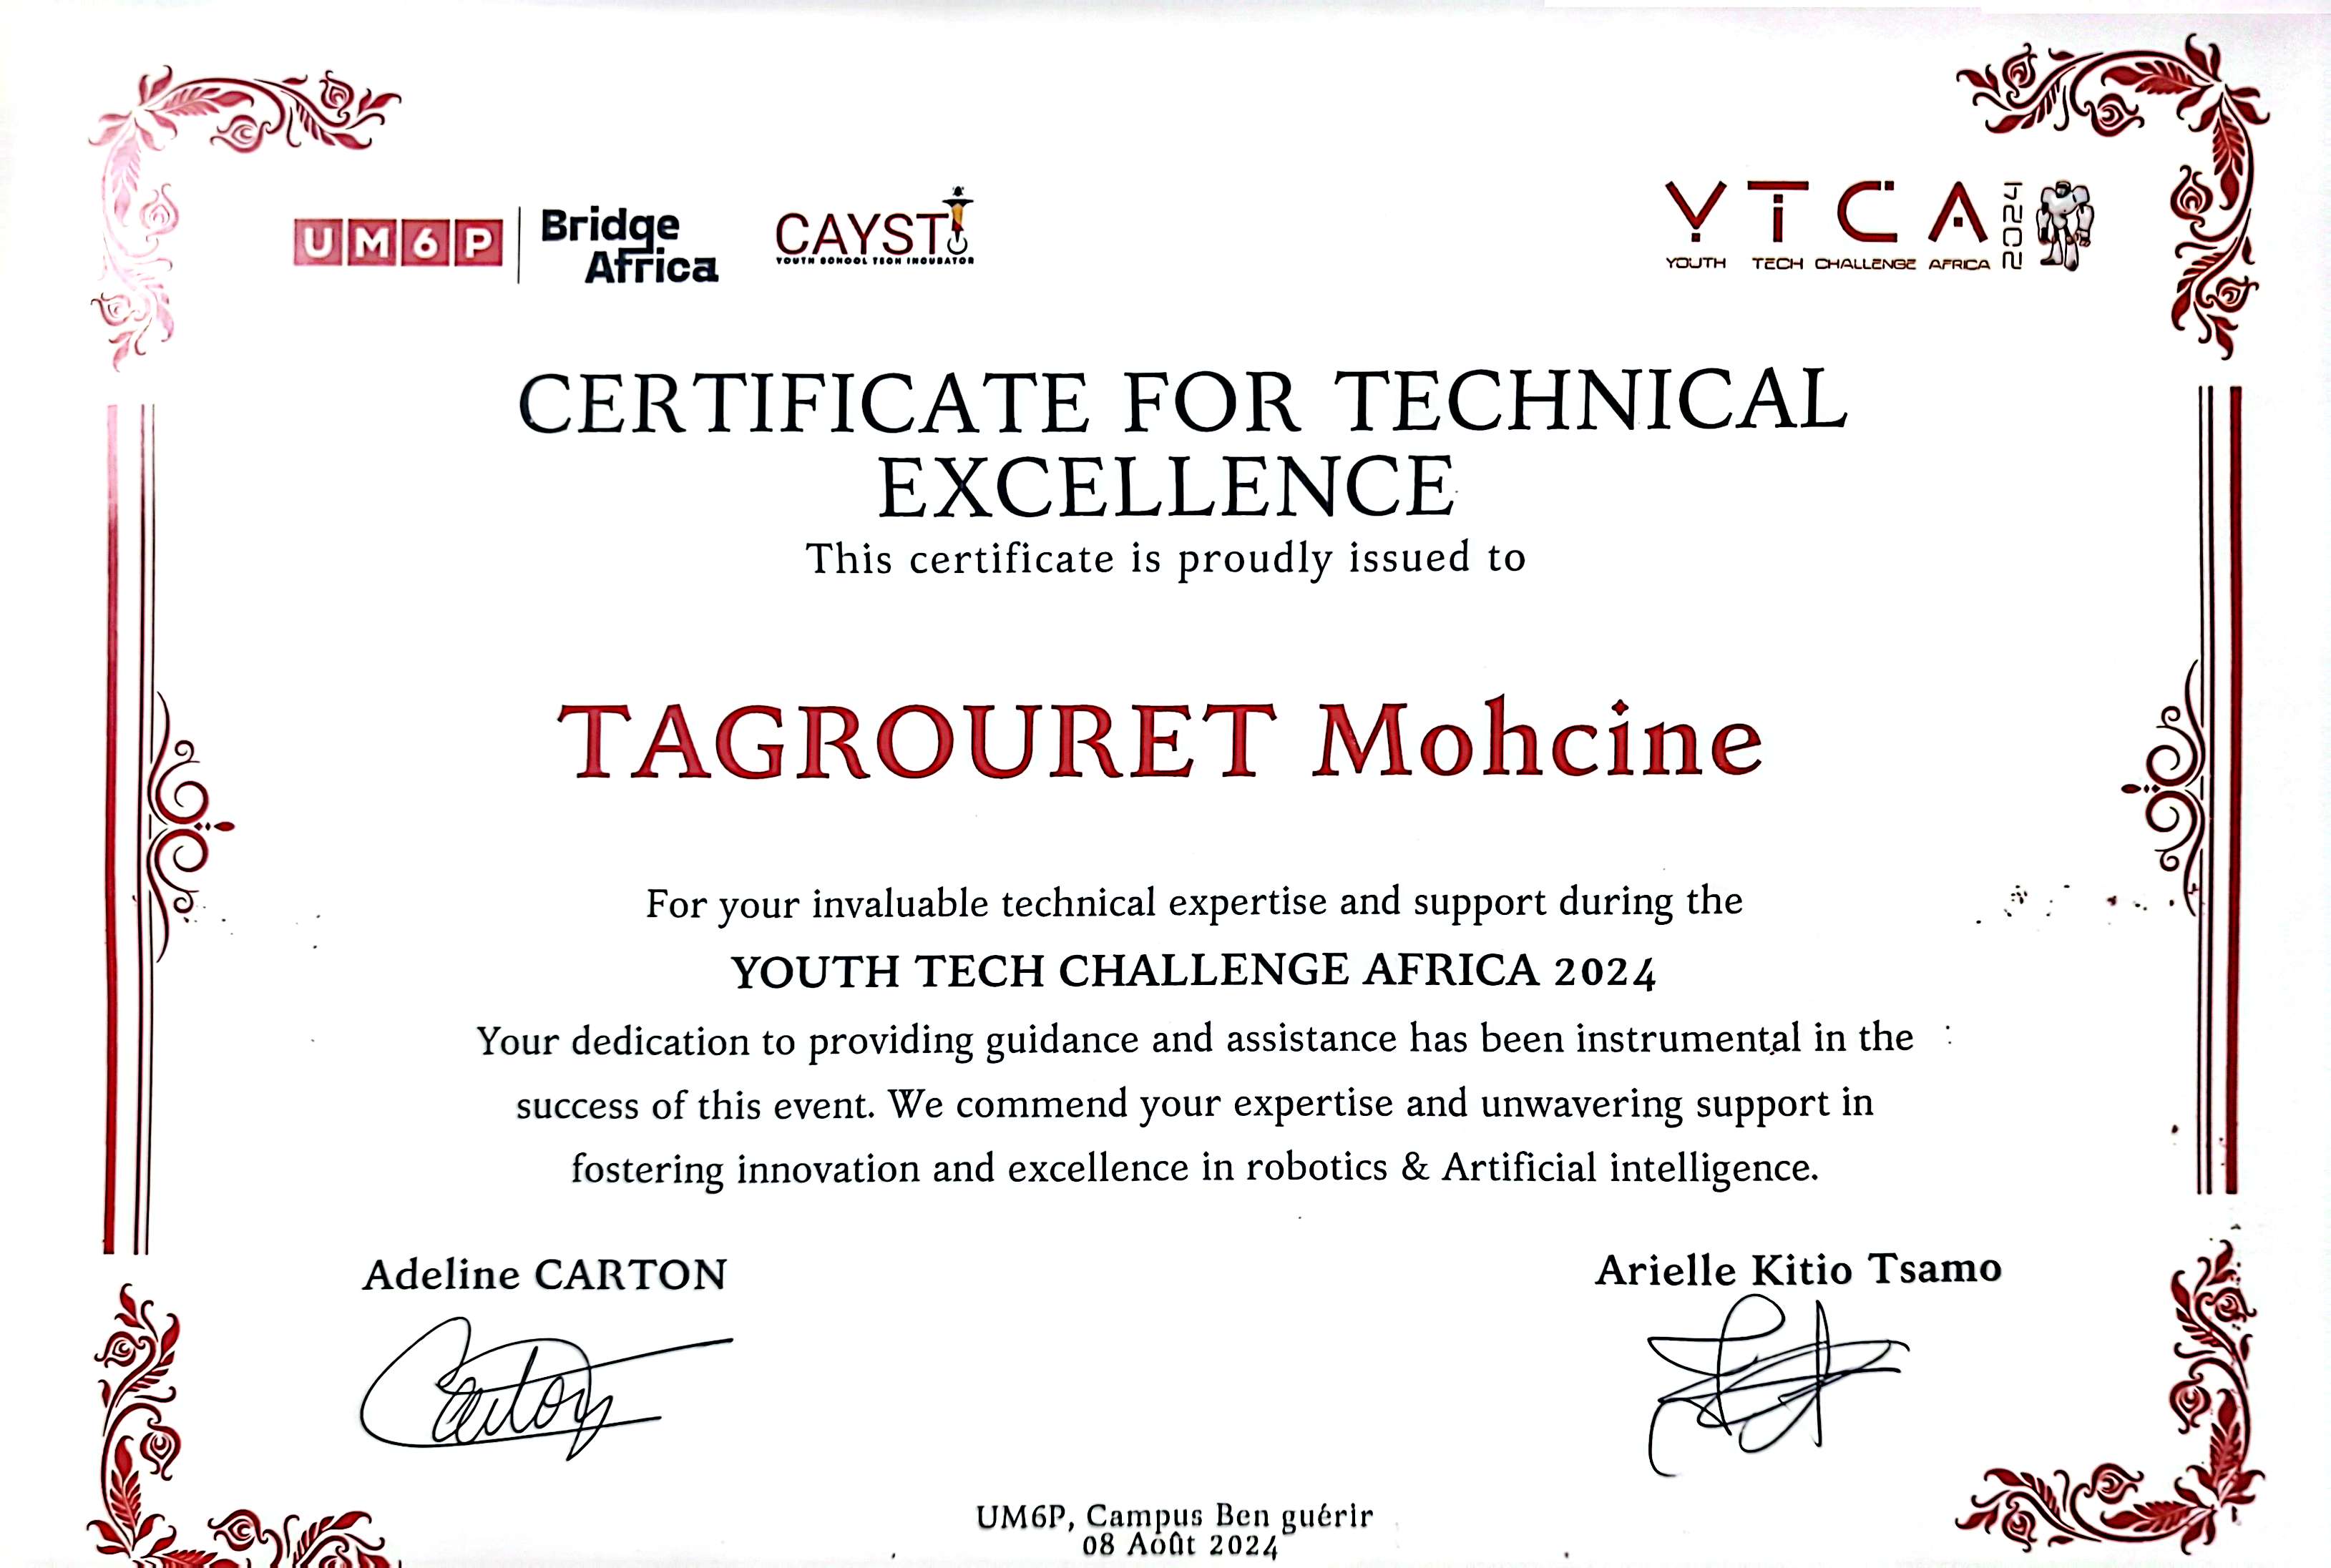 UM6P
Bridge
Africa
CAYSTI
YOUTH SCHOOL TECH INCUBATOR
YTCA 2024
YOUTH TECH CHALLENGE AFRICA
CERTIFICATE FOR TECHNICAL
EXCELLENCE
This certificate is proudly issued to
TAGROURET Mohcine
For your invaluable technical expertise and support during the
YOUTH TECH CHALLENGE AFRICA 2024
Your dedication to providing guidance and assistance has been instrumental in the
success of this event. We commend your expertise and unwavering support in
fostering innovation and excellence in robotics & Artificial intelligence.
Adeline CARTON
Arielle Kitio Tsamo
Carton
UM6P, Campus Ben guérir
08 Août 2024